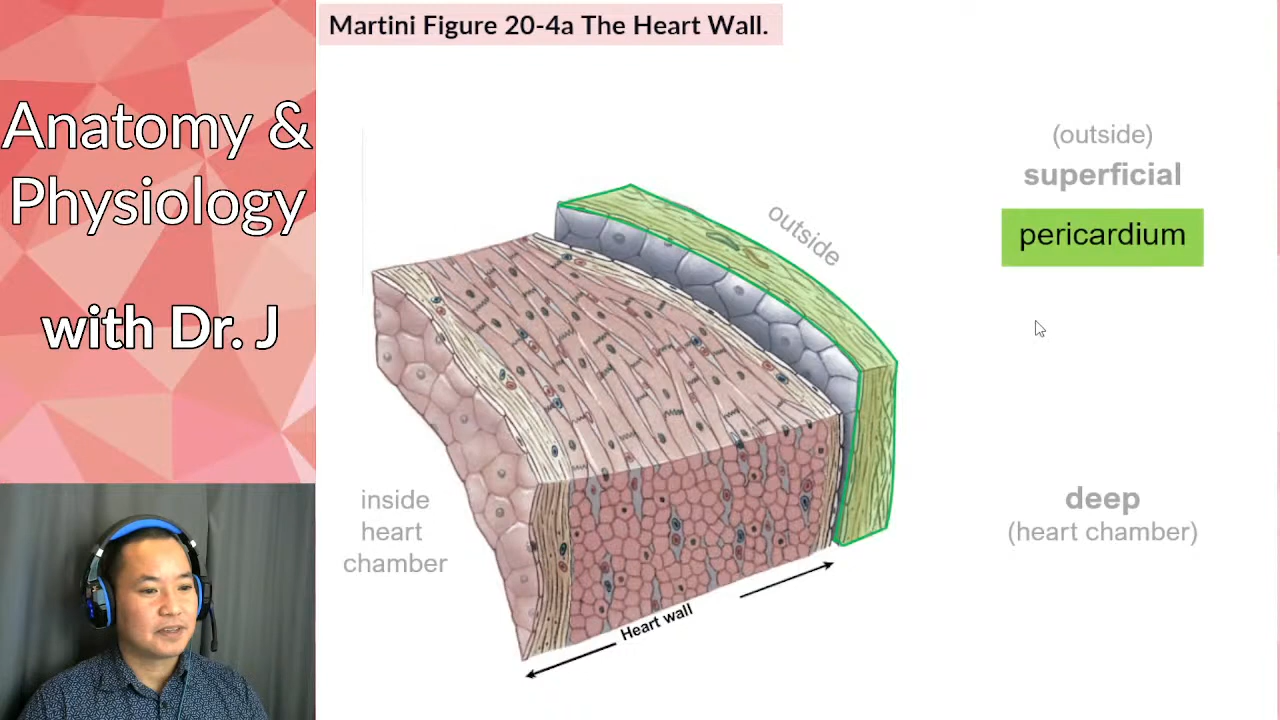 Martini Figure 20-4a The Heart Wall.
Anatomy &
Physiology
with Dr. J
(outside)
superficial
pericardium
outside
inside
heart
chamber
Heart wall
deep
(heart chamber)